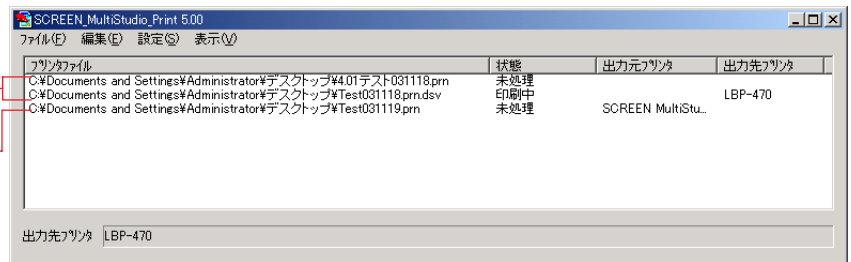 SCREEN_MultiStudio_Print 5.00
ファイル(F) 編集(E) 設定(S) 表示(V)
プリンタファイル 状態 出力元プリンタ 出力先プリンタ
C:¥Documents and Settings¥Administrator¥デスクトップ¥4.01テスト031118.prn 未処理
C:¥Documents and Settings¥Administrator¥デスクトップ¥Test031118.prn.dsv 印刷中 LBP-470
C:¥Documents and Settings¥Administrator¥デスクトップ¥Test031119.prn 未処理 SCREEN MultiStu...
出力先プリンタ LBP-470